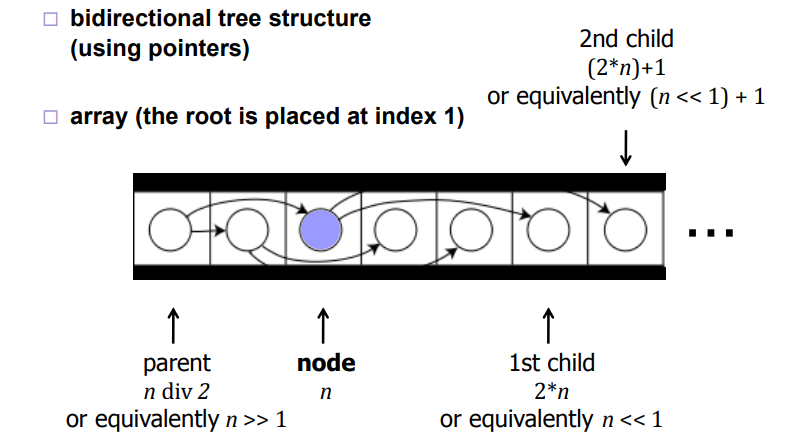 □ bidirectional tree structure
(using pointers)
2nd child
(2*n)+1
or equivalently (n << 1) + 1
□ array (the root is placed at index 1)
...
parent
n div 2
or equivalently n >> 1
node
n
1st child
2*n
or equivalently n << 1